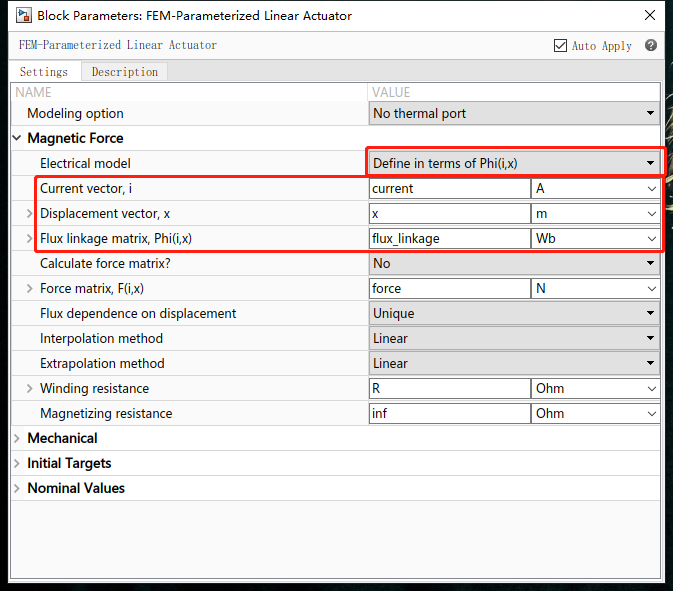 Block Parameters: FEM-Parameterized Linear Actuator
FEM-Parameterized Linear Actuator Auto Apply
Settings Description
NAME VALUE
Modeling option No thermal port
Magnetic Force
Electrical model Define in terms of Phi(i,x)
Current vector, i current A
Displacement vector, x x m
Flux linkage matrix, Phi(i,x) flux_linkage Wb
Calculate force matrix? No
Force matrix, F(i,x) force N
Flux dependence on displacement Unique
Interpolation method Linear
Extrapolation method Linear
Winding resistance R Ohm
Magnetizing resistance inf Ohm
Mechanical
Initial Targets
Nominal Values